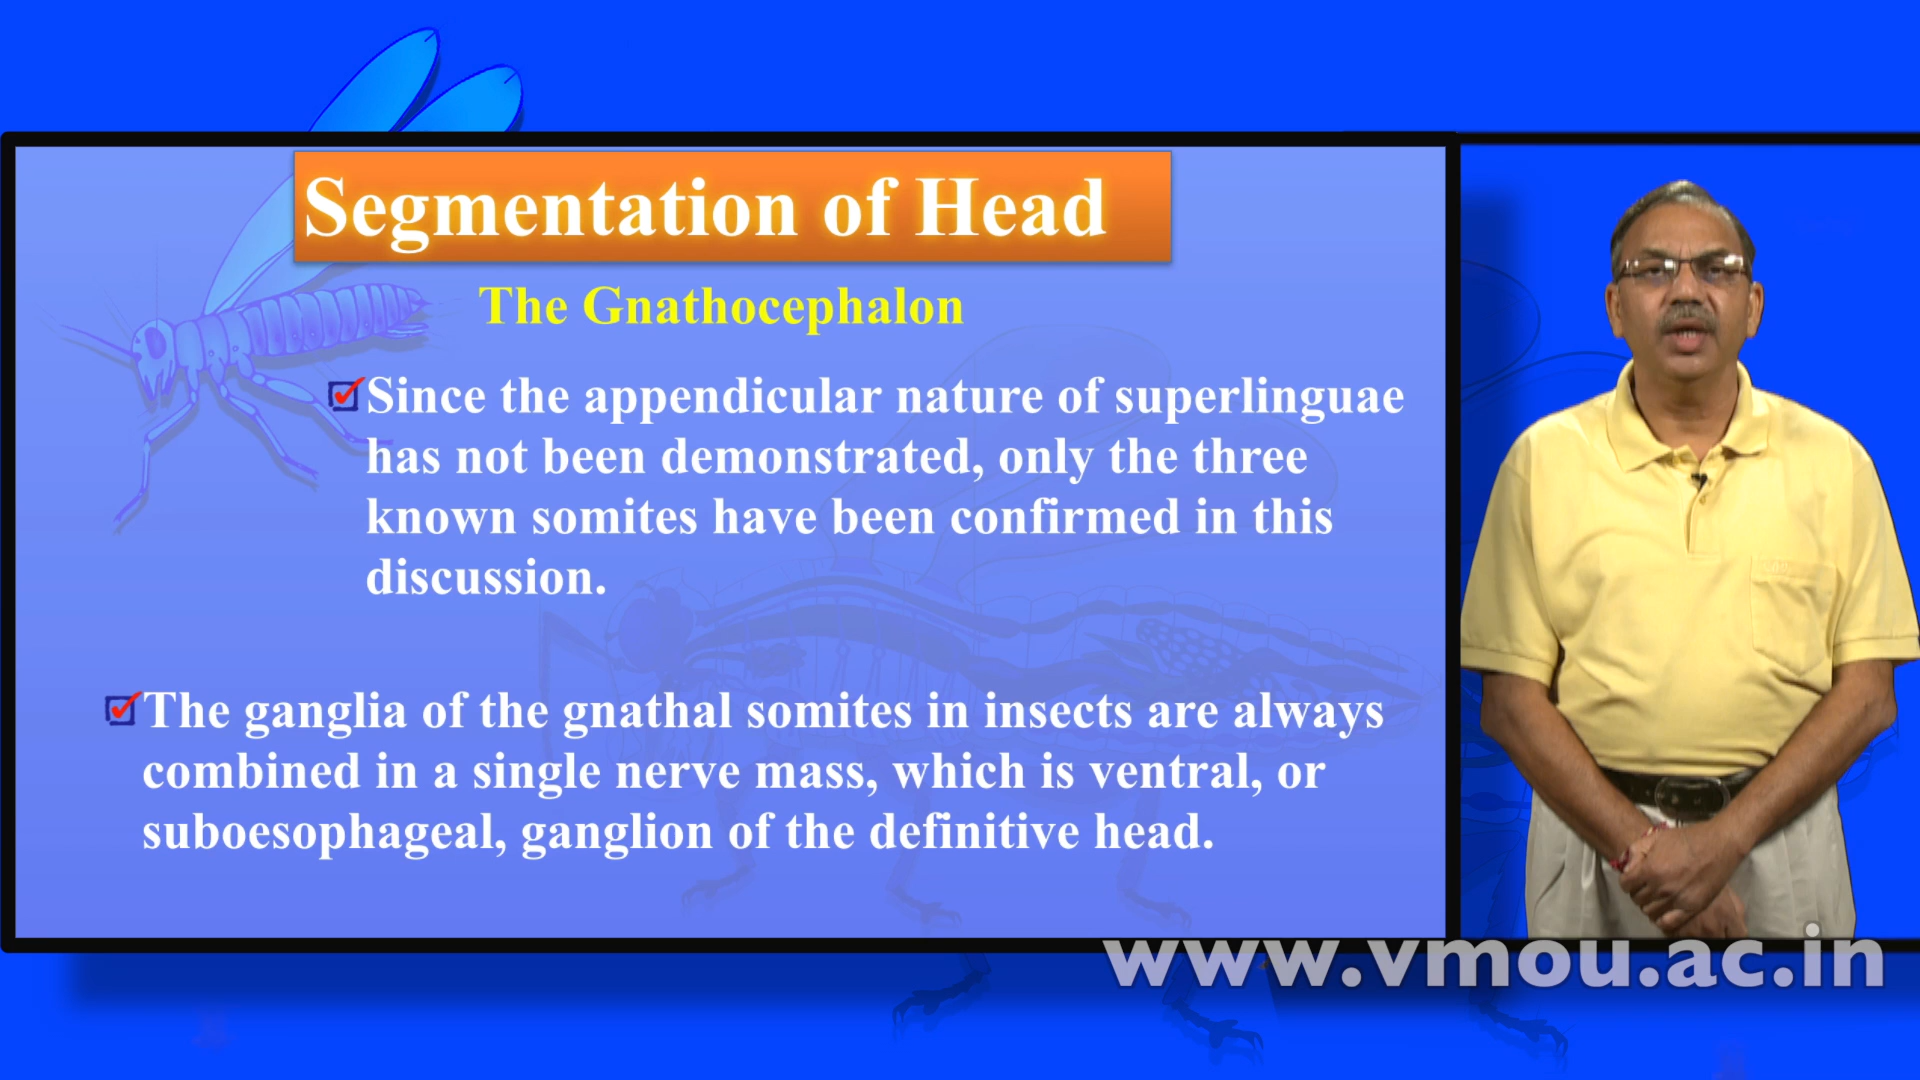 Segmentation of Head
The Gnathocephalon
Since the appendicular nature of superlinguae
has not been demonstrated, only the three
known somites have been confirmed in this
discussion.
The ganglia of the gnathal somites in insects are always
combined in a single nerve mass, which is ventral, or
suboesophageal, ganglion of the definitive head.
www.vmou.ac.in